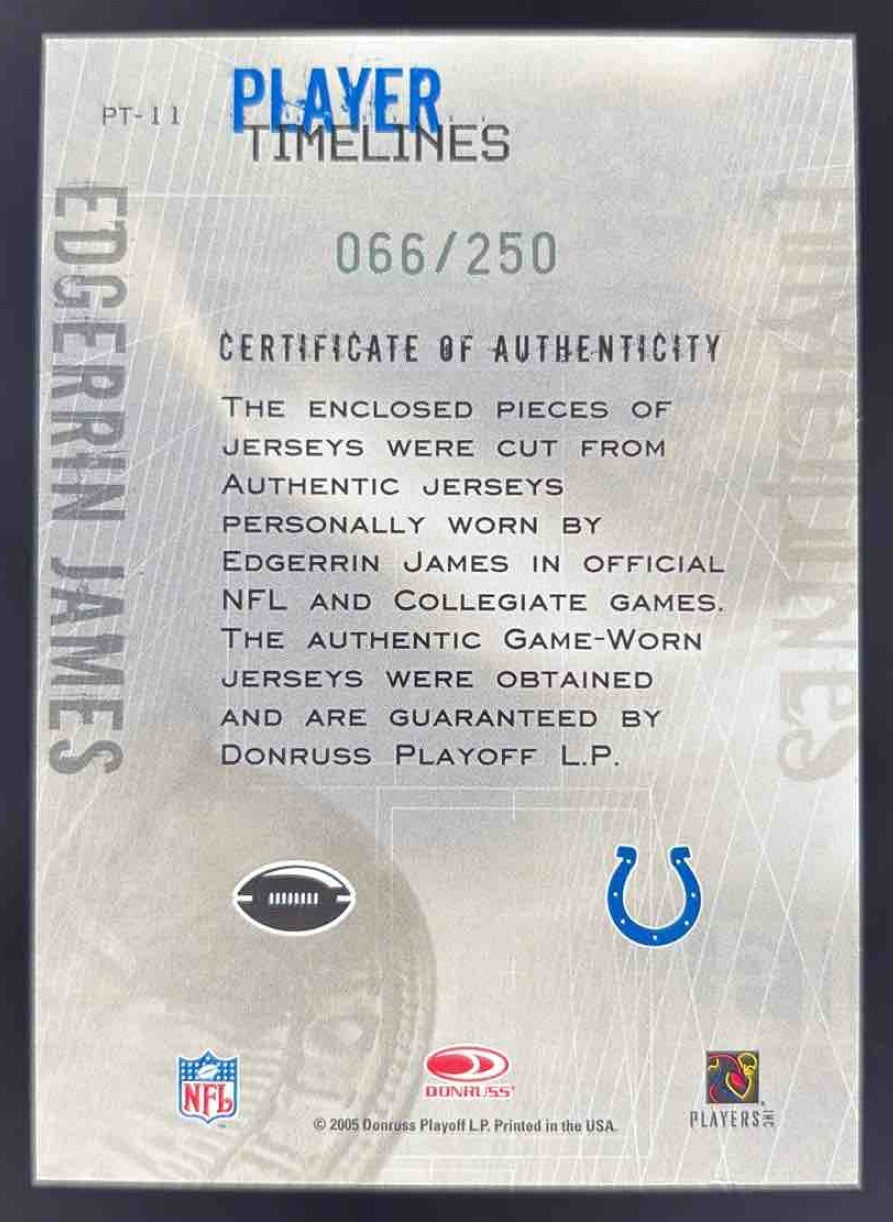 PT-11
PLAYER
TIMELINES
066/250
EDGERRIN JAMES
TIMELINES
CERTIFICATE OF AUTHENTICITY
THE ENCLOSED PIECES OF
JERSEYS WERE CUT FROM
AUTHENTIC JERSEYS
PERSONALLY WORN BY
EDGERRIN JAMES IN OFFICIAL
NFL AND COLLEGIATE GAMES.
THE AUTHENTIC GAME-WORN
JERSEYS WERE OBTAINED
AND ARE GUARANTEED BY
DONRUSS PLAYOFF L.P.
NFL
DONRUSS
PLAYERS INC
© 2005 Donruss Playoff L.P. Printed in the USA.